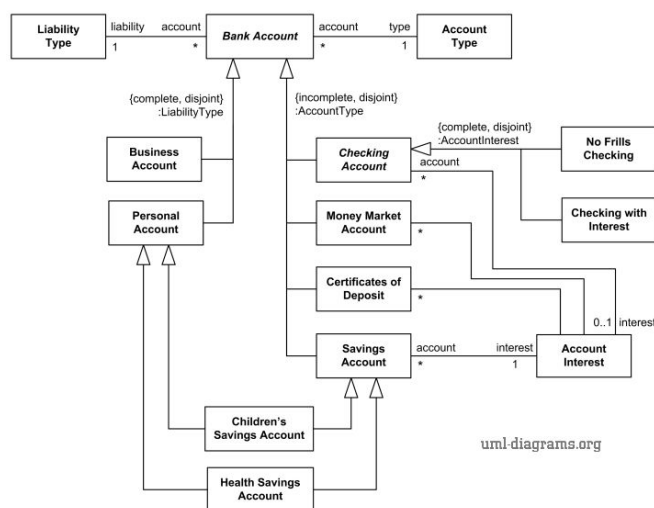 Liability
Type
liability
1
account
*
Bank Account
account
*
type
1
Account
Type
{complete, disjoint}
:LiabilityType
{incomplete, disjoint}
:AccountType
Business
Account
Personal
Account
Checking
Account
{complete, disjoint}
:AccountInterest
account
*
No Frills
Checking
Checking with
Interest
Money Market
Account
*
Certificates of
Deposit
*
0..1 interest
Savings
Account
account
*
interest
1
Account
Interest
Children's
Savings Account
Health Savings
Account
uml-diagrams.org